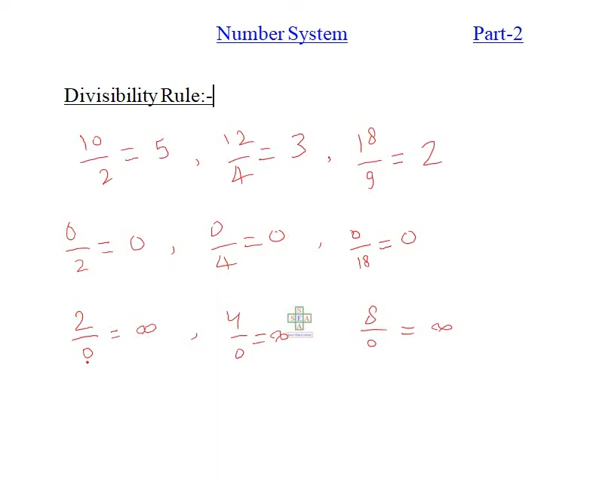 Number System Part-2
Divisibility Rule:-
10/2 = 5 , 12/4 = 3 , 18/9 = 2
0/2 = 0 , 0/4 = 0 , 0/18 = 0
2/0 = ∞ , 4/0 = ∞ 8/0 = ∞
S
SEA
A